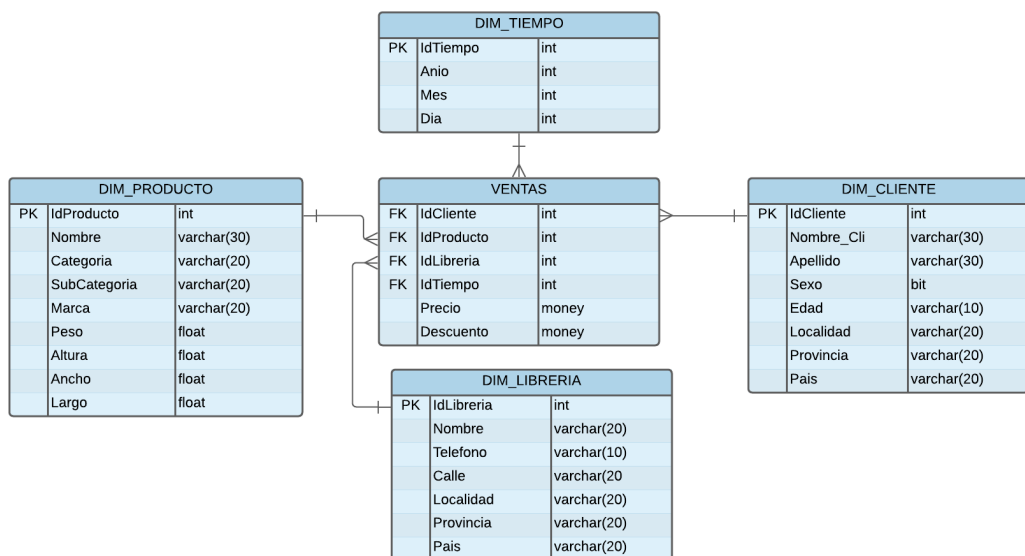 DIM_TIEMPO
PK IdTiempo int
Anio int
Mes int
Dia int
DIM_PRODUCTO
PK IdProducto int
Nombre varchar(30)
Categoria varchar(20)
SubCategoria varchar(20)
Marca varchar(20)
Peso float
Altura float
Ancho float
Largo float
VENTAS
FK IdCliente int
FK IdProducto int
FK IdLibreria int
FK IdTiempo int
Precio money
Descuento money
DIM_CLIENTE
PK IdCliente int
Nombre_Cli varchar(30)
Apellido varchar(30)
Sexo bit
Edad varchar(10)
Localidad varchar(20)
Provincia varchar(20)
Pais varchar(20)
DIM_LIBRERIA
PK IdLibreria int
Nombre varchar(20)
Telefono varchar(10)
Calle varchar(20
Localidad varchar(20)
Provincia varchar(20)
Pais varchar(20)